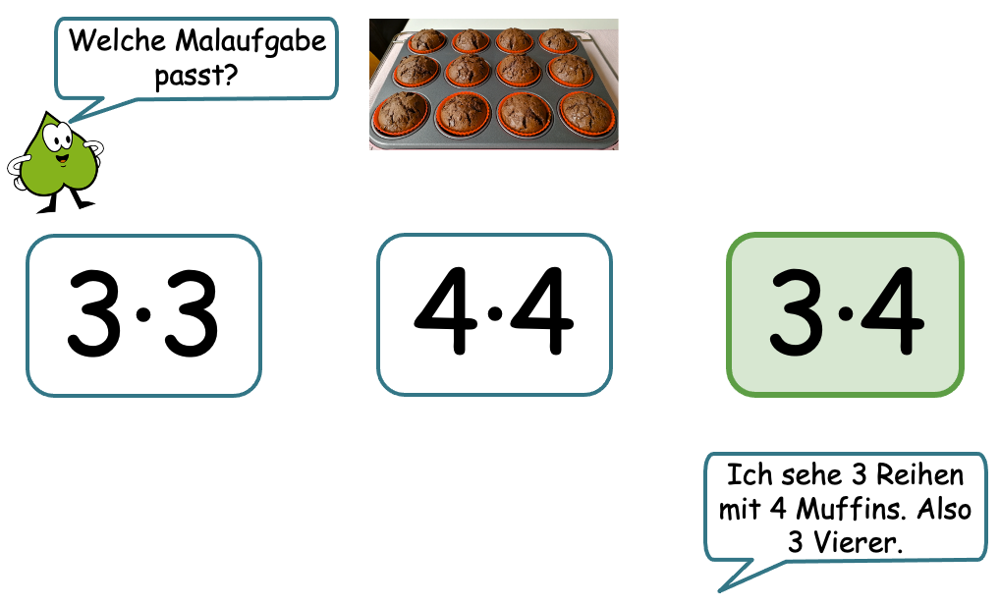 Welche Malaufgabe
passt?
3·3
4·4
3·4
Ich sehe 3 Reihen
mit 4 Muffins. Also
3 Vierer.